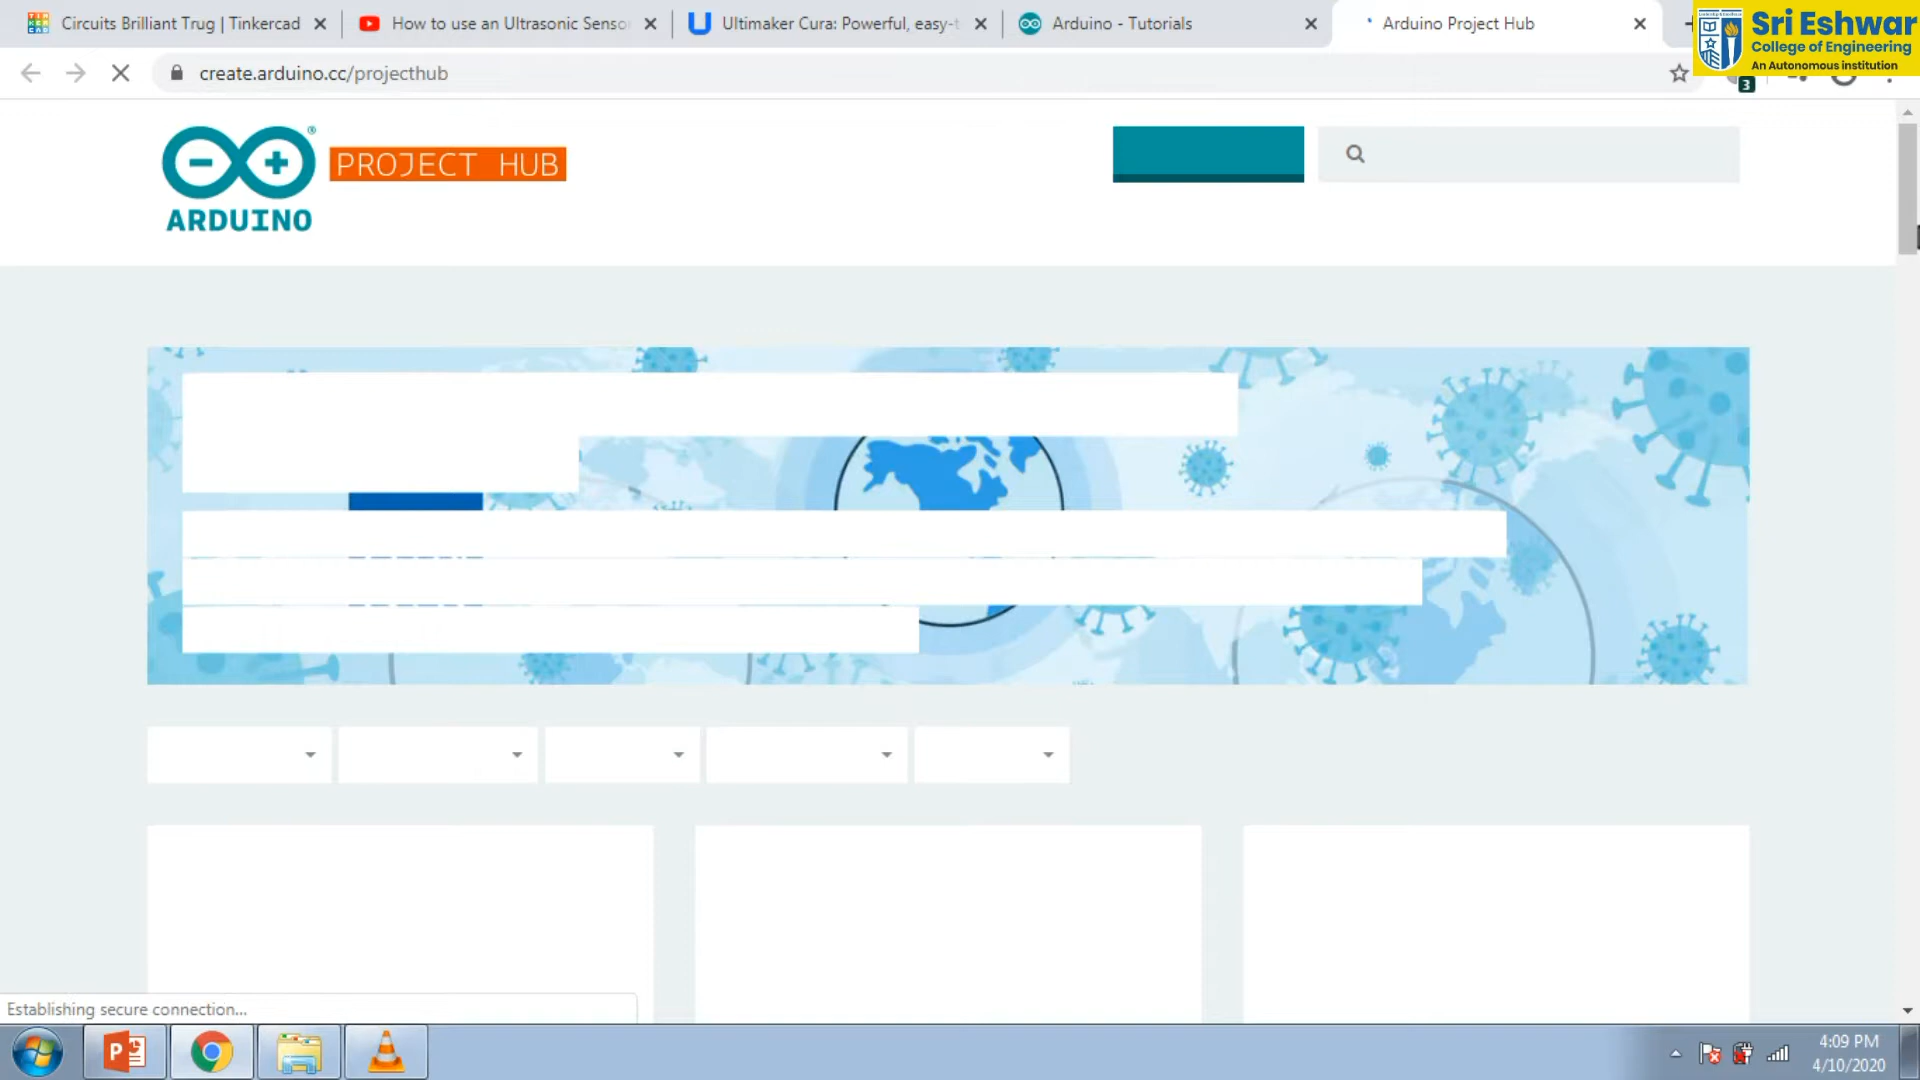 Circuits Brilliant Trug | Tinkercad
How to use an Ultrasonic Senso
Ultimaker Cura: Powerful, easy-t
Arduino - Tutorials
Arduino Project Hub
Sri Eshwar
College of Engineering
An Autonomous institution
create.arduino.cc/projecthub
3
PROJECT HUB
ARDUINO
Establishing secure connection...
4:09 PM
4/10/2020